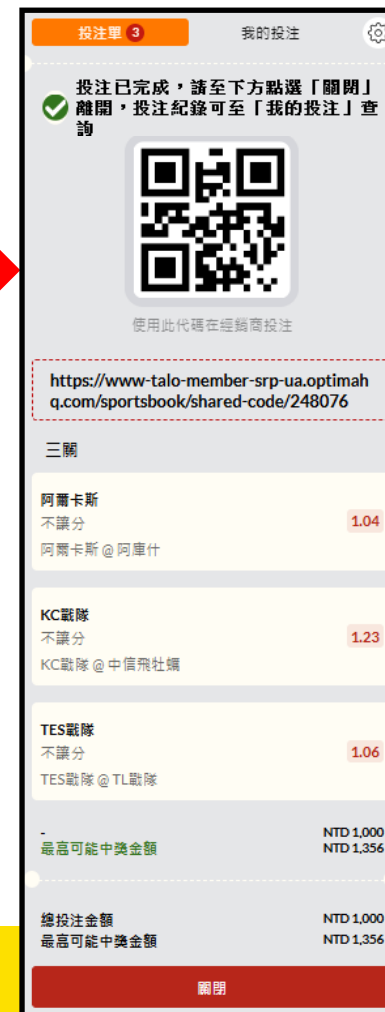 投注單 3
我的投注
投注已完成，請至下方點選「關閉」
離開，投注紀錄可至「我的投注」查
詢
使用此代碼在經銷商投注
https://www-talo-member-srp-ua.optimah
q.com/sportsbook/shared-code/248076
三關
阿爾卡斯
不讓分 1.04
阿爾卡斯 @ 阿庫什
KC戰隊
不讓分 1.23
KC戰隊 @ 中信飛牡蠣
TES戰隊
不讓分 1.06
TES戰隊 @ TL戰隊
- NTD 1,000
最高可能中獎金額 NTD 1,356
總投注金額 NTD 1,000
最高可能中獎金額 NTD 1,356
關閉